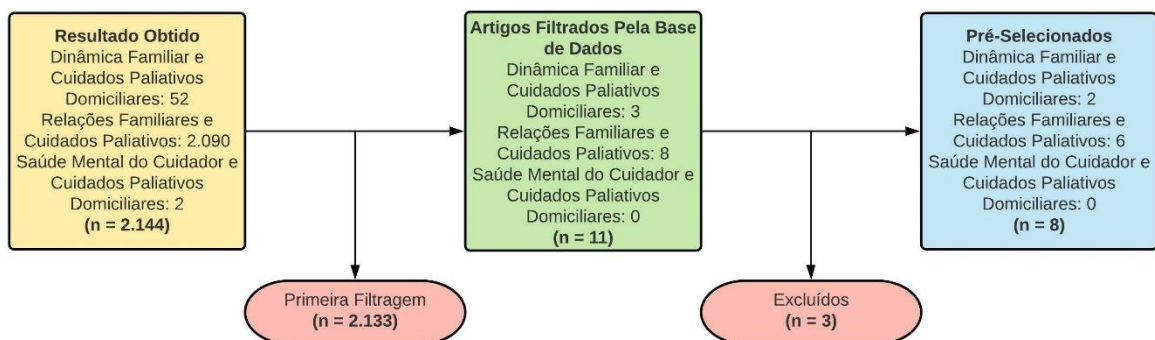 Resultado Obtido
Dinâmica Familiar e
Cuidados Paliativos
Domiciliares: 52
Relações Familiares e
Cuidados Paliativos: 2.090
Saúde Mental do Cuidador e
Cuidados Paliativos
Domiciliares: 2
(n = 2.144)
Artigos Filtrados Pela Base
de Dados
Dinâmica Familiar e
Cuidados Paliativos
Domiciliares: 3
Relações Familiares e
Cuidados Paliativos: 8
Saúde Mental do Cuidador e
Cuidados Paliativos
Domiciliares: 0
(n = 11)
Pré-Selecionados
Dinâmica Familiar e
Cuidados Paliativos
Domiciliares: 2
Relações Familiares e
Cuidados Paliativos: 6
Saúde Mental do Cuidador e
Cuidados Paliativos
Domiciliares: 0
(n = 8)
Primeira Filtragem
(n = 2.133)
Excluídos
(n = 3)